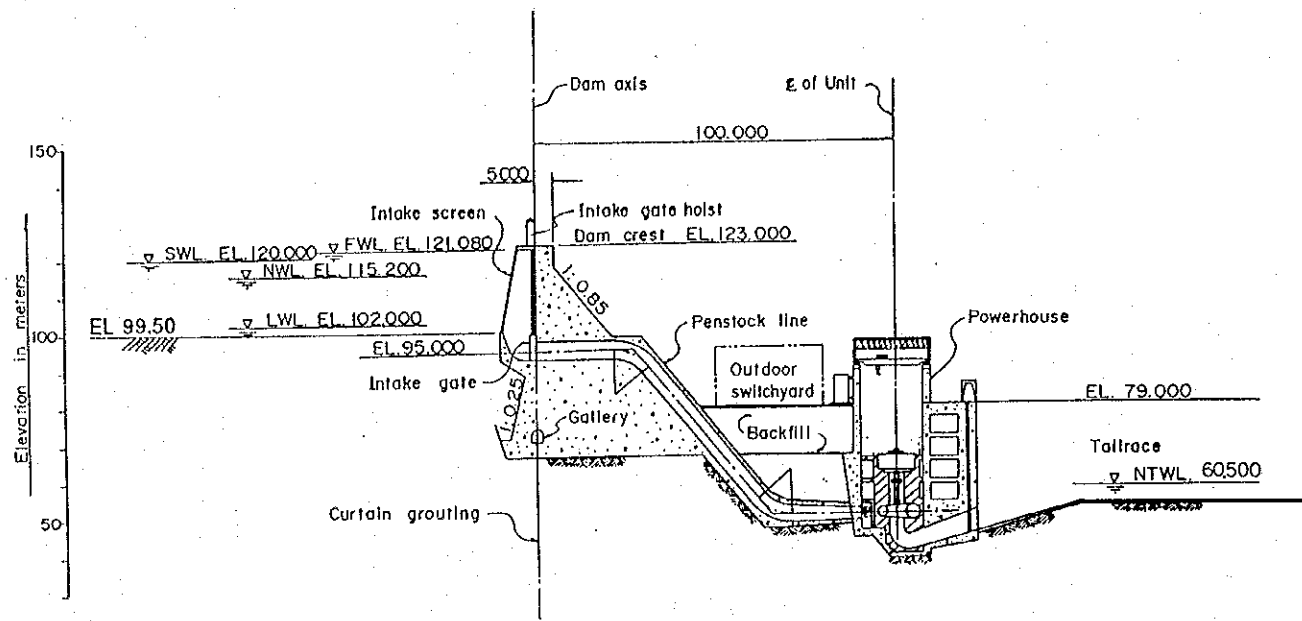 Dam axis
℄ of Unit
100.000
150
5.000
Intake screen
Intake gate hoist
Dam crest EL.123.000
SWL. EL.120.000
FWL. EL.121.080
NWL. EL.115.200
1:0.85
LWL. EL.102.000
EL 99.50
100
Penstock line
Powerhouse
EL.95.000
Intake gate
Outdoor
switchyard
EL. 79.000
1:0.25
Gallery
Backfill
Tailrace
NTWL. 60,500
Elevation in meters
50
Curtain grouting